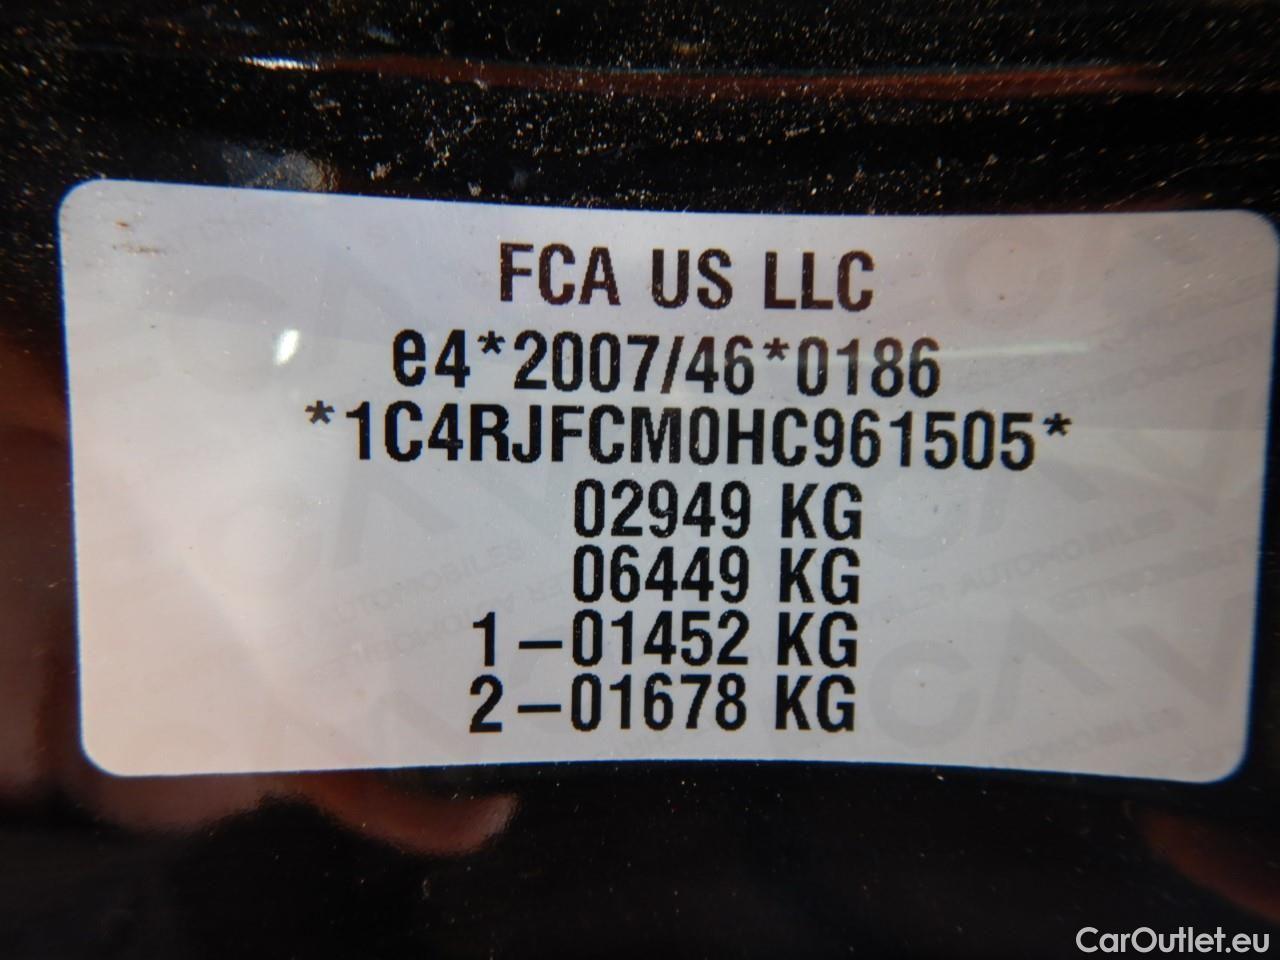 FCA US LLC
e4*2007/46*0186
*1C4RJFCM0HC961505*
02949 KG
06449 KG
1-01452 KG
2-01678 KG
CarOutlet.eu